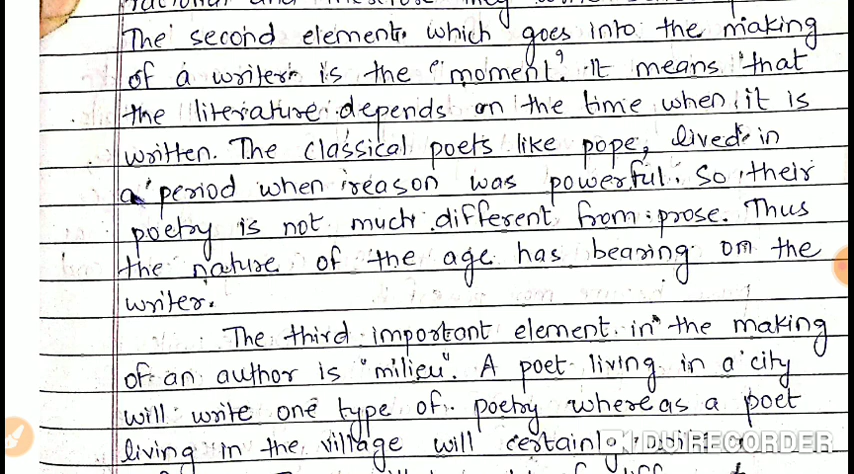 The second element which goes into the making
of a writer is the "moment". It means that
the literature depends on the time when it is
written. The classical poets like pope, lived in
a period when reason was powerful. So their
poetry is not much different from prose. Thus
the nature of the age has bearing on the
writer.
The third important element in the making
of an author is "milieu". A poet living in a city
will write one type of poetry whereas a poet
living in the village will certainly
DU RECORDER